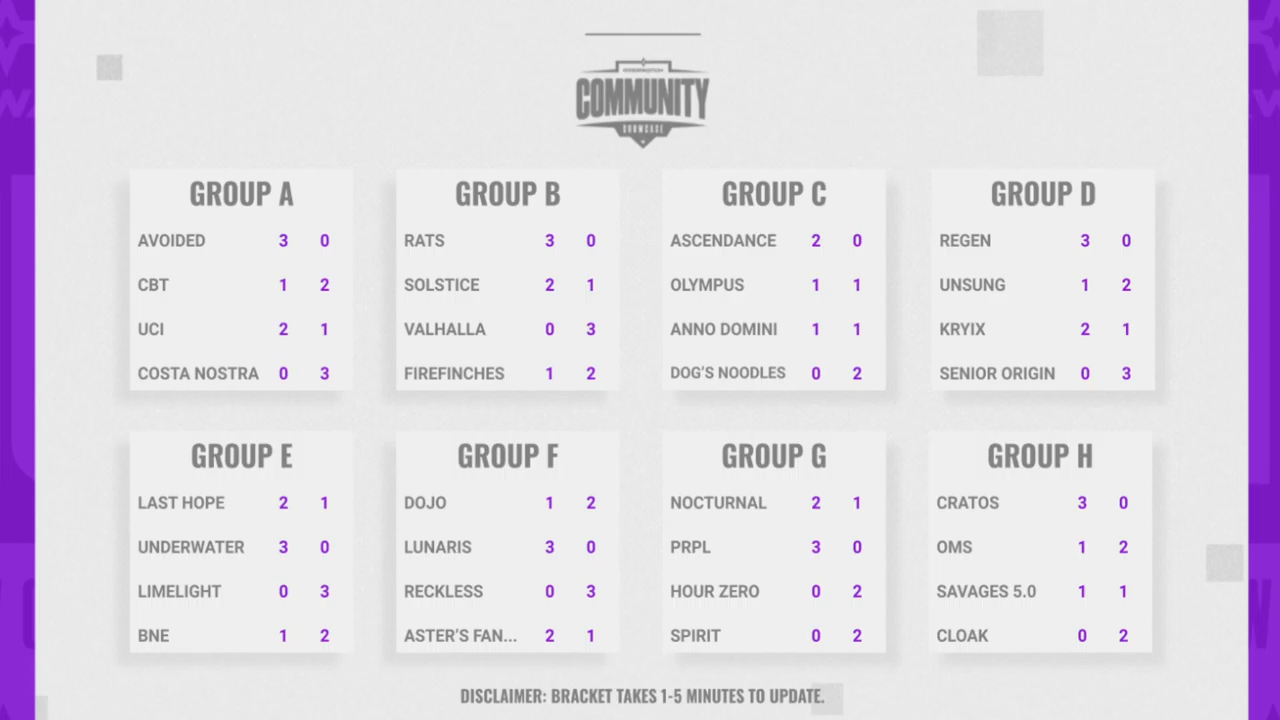 COMMUNITY
SHOWCASE
GROUP A
AVOIDED 3 0
CBT 1 2
UCI 2 1
COSTA NOSTRA 0 3
GROUP B
RATS 3 0
SOLSTICE 2 1
VALHALLA 0 3
FIREFINCHES 1 2
GROUP C
ASCENDANCE 2 0
OLYMPUS 1 1
ANNO DOMINI 1 1
DOG'S NOODLES 0 2
GROUP D
REGEN 3 0
UNSUNG 1 2
KRYIX 2 1
SENIOR ORIGIN 0 3
GROUP E
LAST HOPE 2 1
UNDERWATER 3 0
LIMELIGHT 0 3
BNE 1 2
GROUP F
DOJO 1 2
LUNARIS 3 0
RECKLESS 0 3
ASTER'S FAN... 2 1
GROUP G
NOCTURNAL 2 1
PRPL 3 0
HOUR ZERO 0 2
SPIRIT 0 2
GROUP H
CRATOS 3 0
OMS 1 2
SAVAGES 5.0 1 1
CLOAK 0 2
DISCLAIMER: BRACKET TAKES 1-5 MINUTES TO UPDATE.